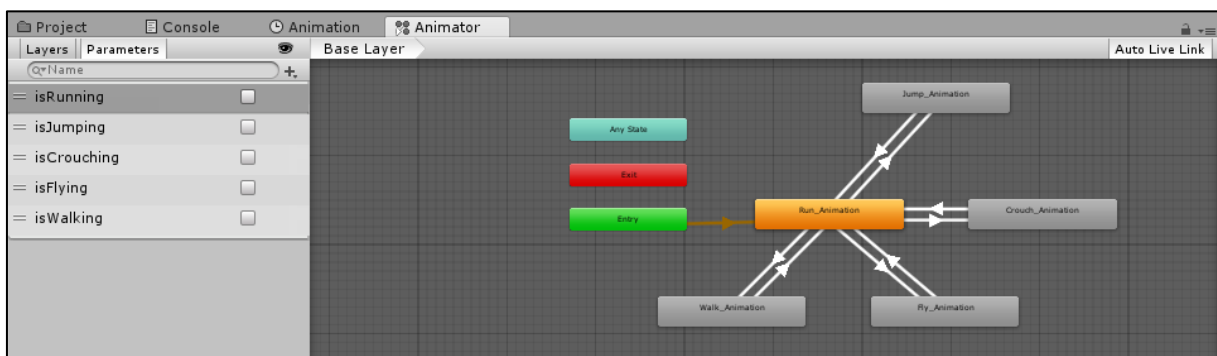 Project Console Animation Animator
Layers Parameters Base Layer Auto Live Link
Name
isRunning
isJumping
isCrouching
isFlying
isWalking
Jump_Animation
Any State
Exit
Entry
Run_Animation
Crouch_Animation
Walk_Animation
Fly_Animation